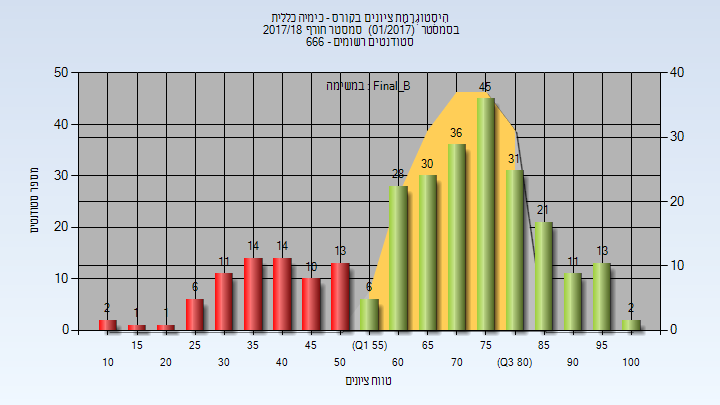 הִיסְטוֹגְרַמַת ציונים בקורס - כימיה כללית
בסמסטר (01/2017) סמסטר חורף 2017/18
סטודנטים רשומים - 666
במשימה : Final_B
מספר סטודנטים
50 40 30 20 10 0
40 30 20 10 0
2 1 1 6 11 14 14 10 13 6 28 30 36 45 31 21 11 13 2
15 25 35 45 (Q1 55) 65 75 85 95
10 20 30 40 50 60 70 (Q3 80) 90 100
טווח ציונים